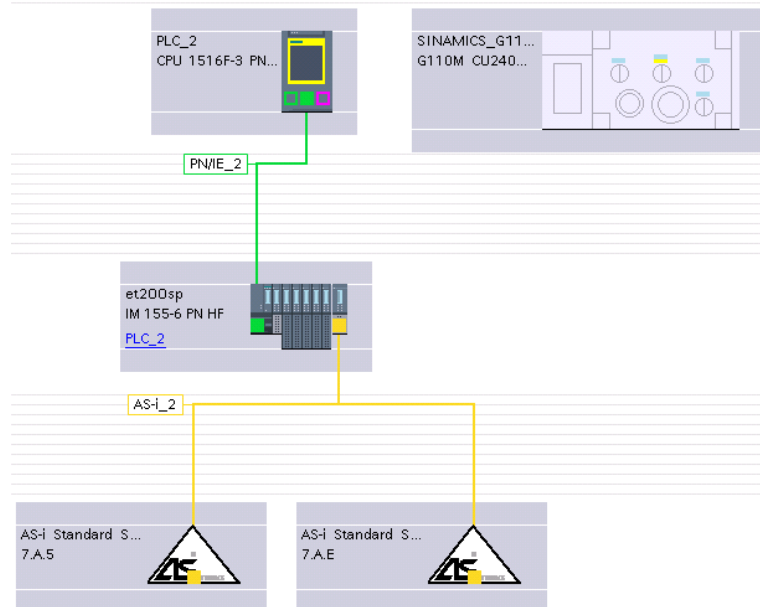 PLC_2
CPU 1516F-3 PN...
SINAMICS_G11...
G110M CU240...
PN/IE_2
et200sp
IM 155-6 PN HF
PLC_2
AS-i_2
AS-i Standard S...
7.A.5
AS-i Standard S...
7.A.E